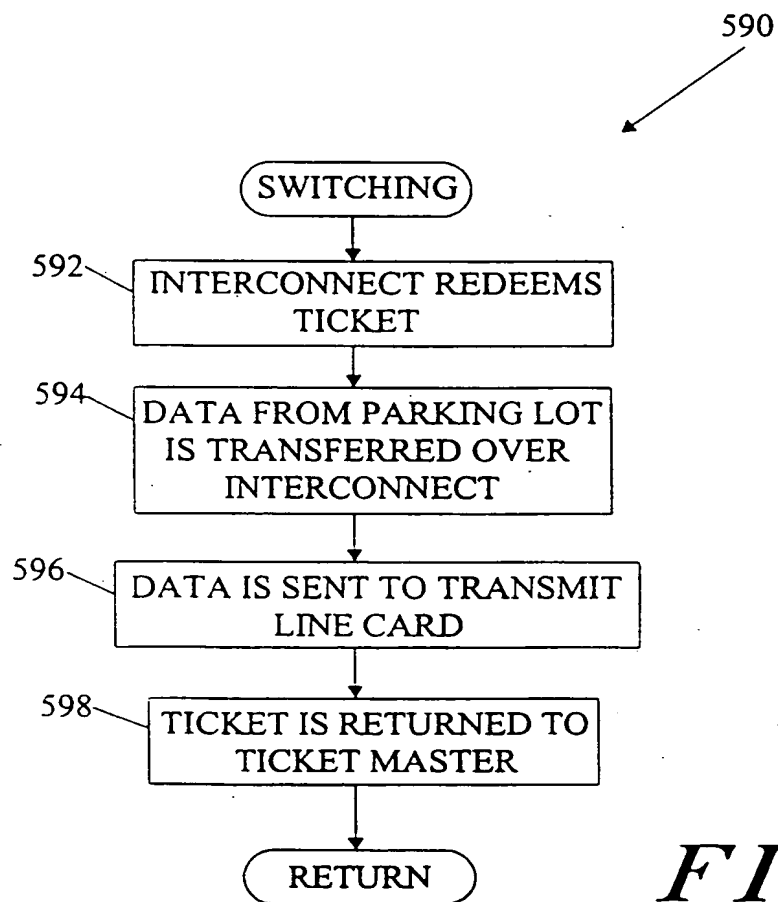 590
SWITCHING
592
INTERCONNECT REDEEMS
TICKET
594
DATA FROM PARKING LOT
IS TRANSFERRED OVER
INTERCONNECT
596
DATA IS SENT TO TRANSMIT
LINE CARD
598
TICKET IS RETURNED TO
TICKET MASTER
RETURN
FI